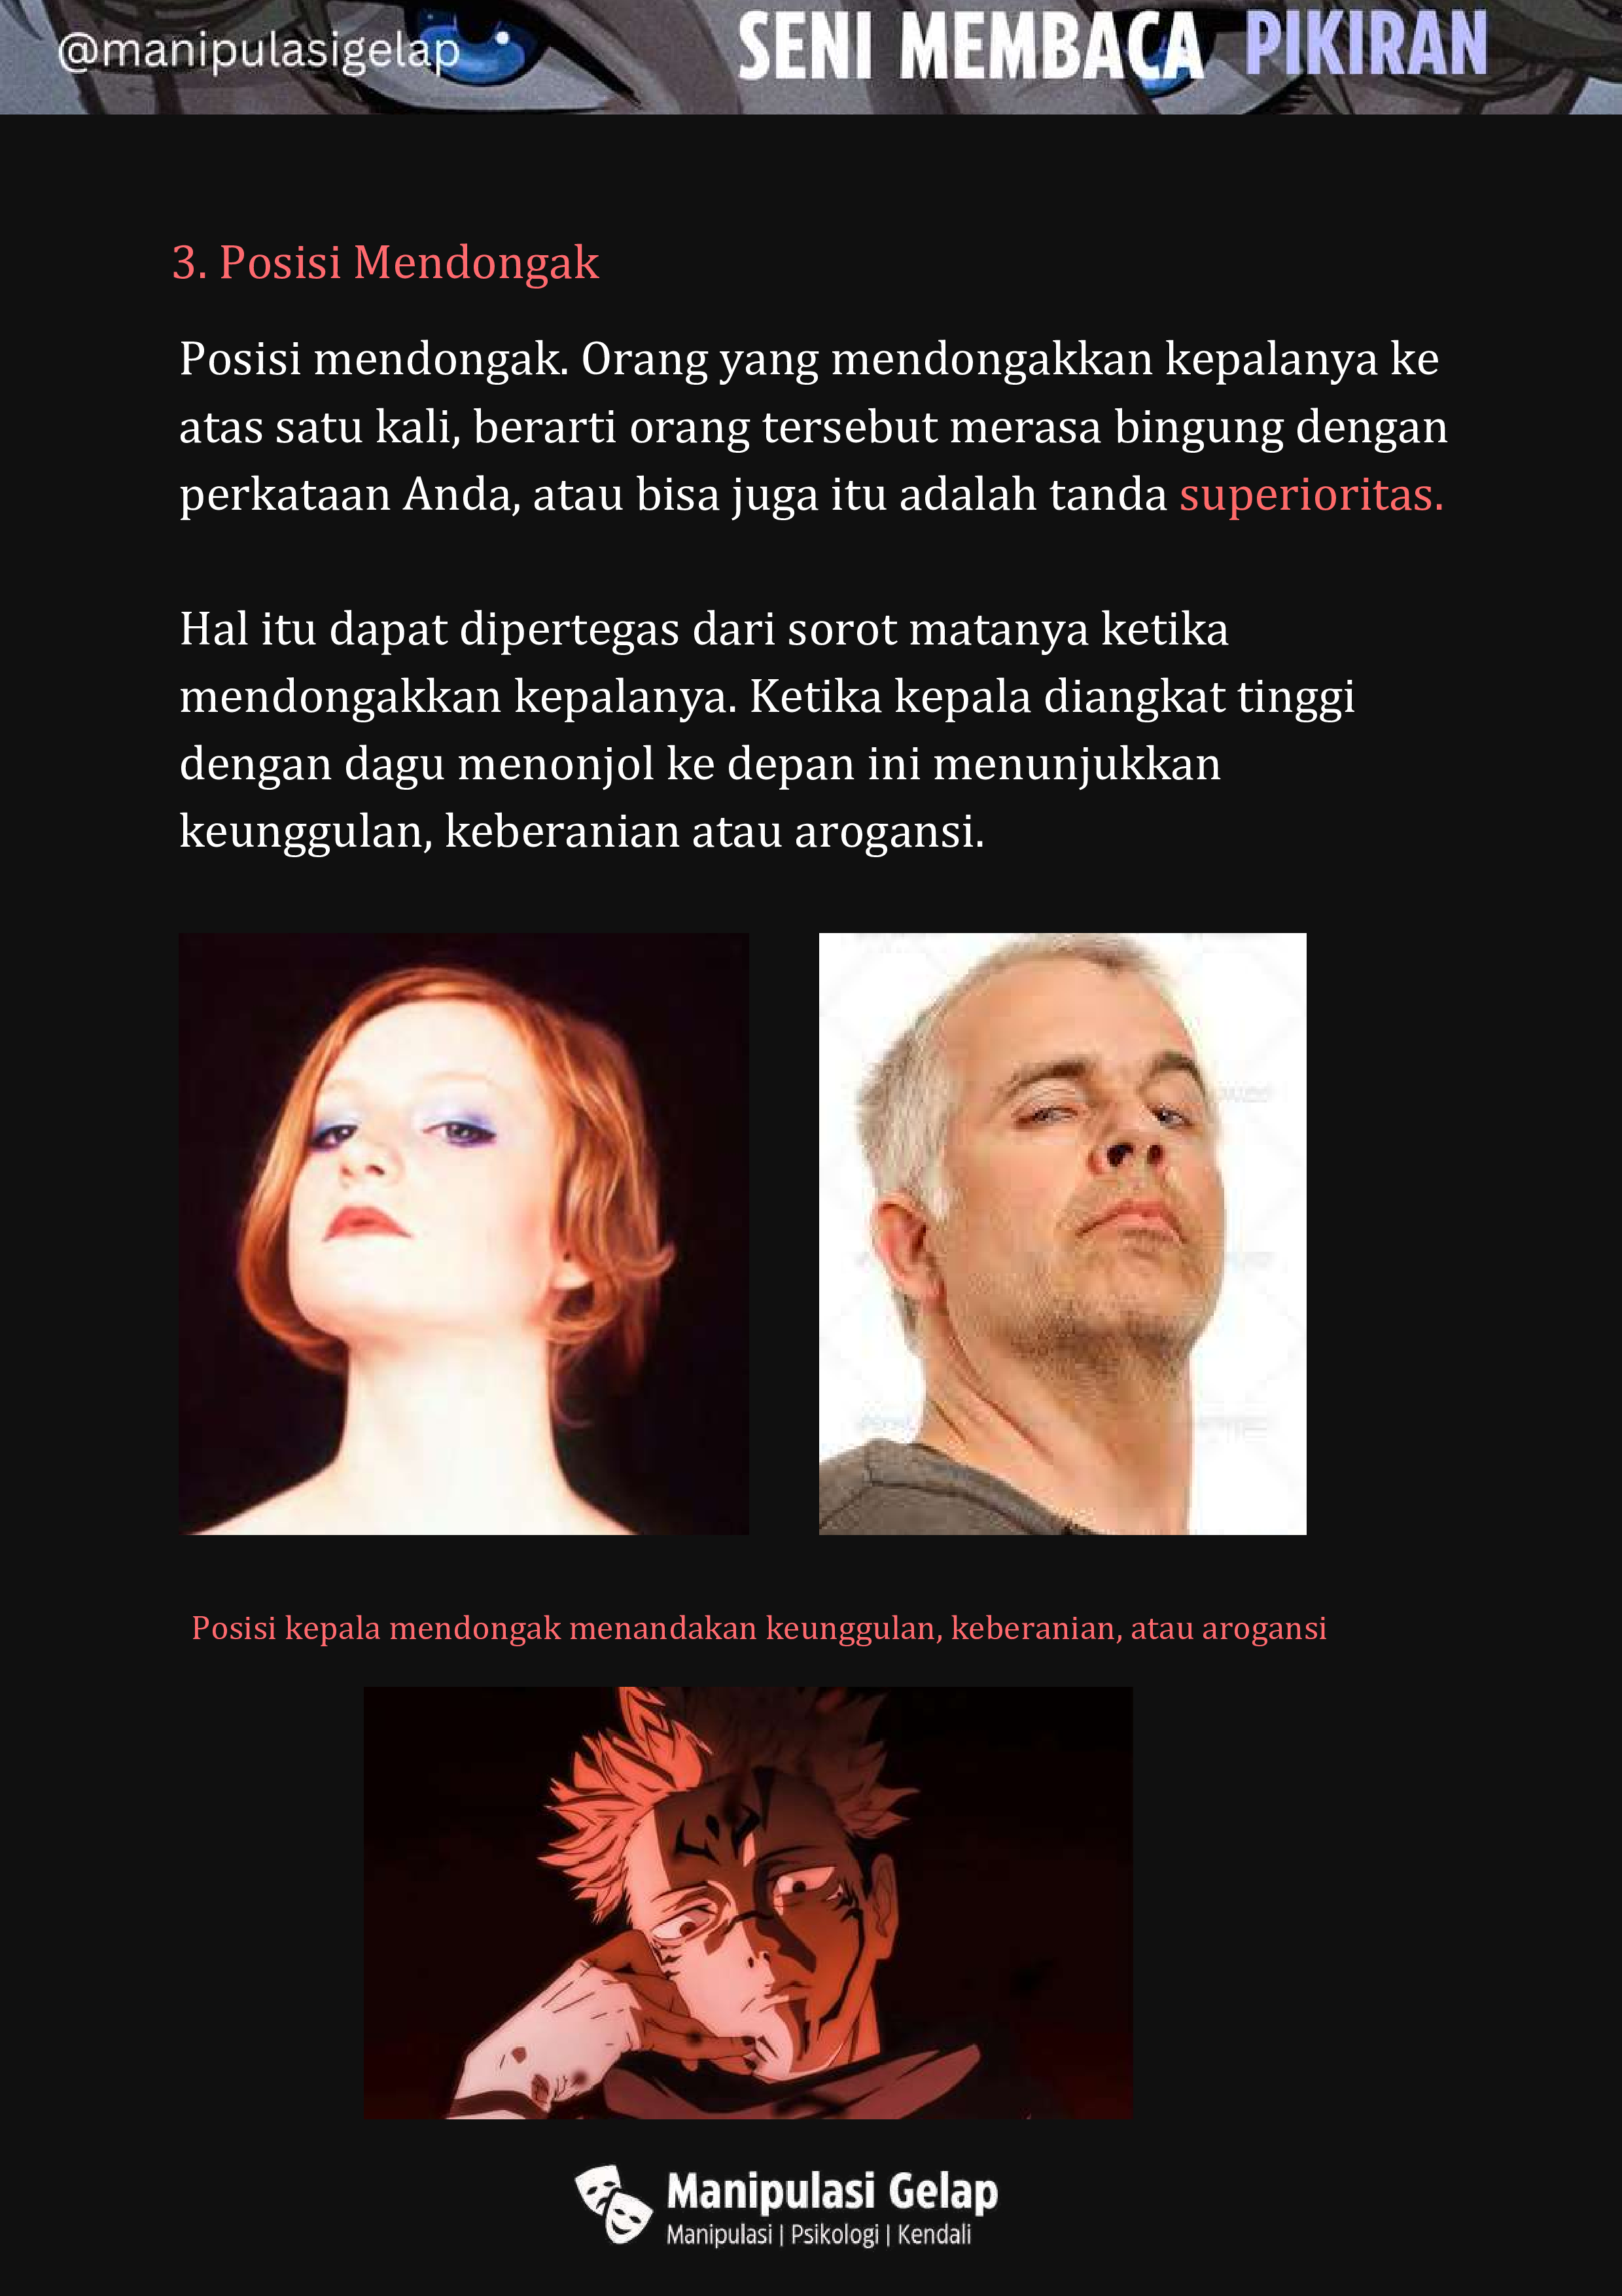 @manipulasigelap
SENI MEMBACA PIKIRAN
3. Posisi Mendongak
Posisi mendongak. Orang yang mendongakkan kepalanya ke
atas satu kali, berarti orang tersebut merasa bingung dengan
perkataan Anda, atau bisa juga itu adalah tanda superioritas.
Hal itu dapat dipertegas dari sorot matanya ketika
mendongakkan kepalanya. Ketika kepala diangkat tinggi
dengan dagu menonjol ke depan ini menunjukkan
keunggulan, keberanian atau arogansi.
Posisi kepala mendongak menandakan keunggulan, keberanian, atau arogansi
Manipulasi Gelap
Manipulasi | Psikologi | Kendali